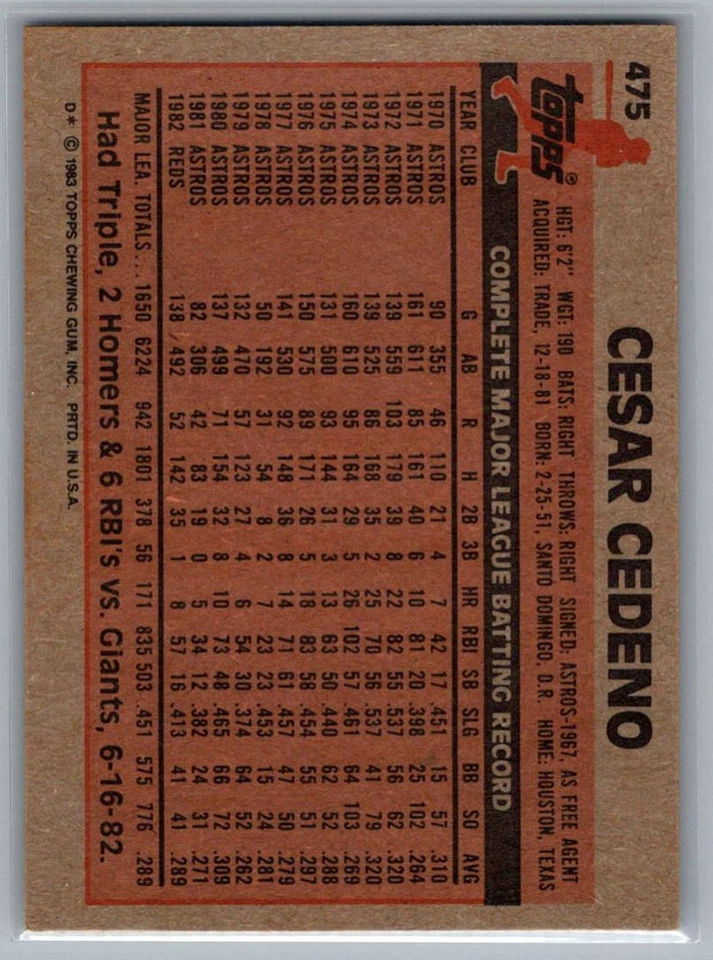 475
CESAR CEDENO
topps®
HGT: 6'2" WGT: 190 BATS: RIGHT THROWS: RIGHT SIGNED: ASTROS-1967, AS FREE AGENT
ACQUIRED: TRADE, 12-18-81 BORN: 2-25-51, SANTO DOMINGO, D.R. HOME: HOUSTON, TEXAS
COMPLETE MAJOR LEAGUE BATTING RECORD
YEAR CLUB G AB R H 2B 3B HR RBI SB SLG BB SO AVG
1970 ASTROS 90 355 46 110 21 4 7 42 17 .451 15 57 .310
1971 ASTROS 161 611 85 161 40 6 10 81 20 .398 25 102 .264
1972 ASTROS 139 559 103 179 39 8 22 82 55 .537 56 62 .320
1973 ASTROS 139 525 86 168 35 2 25 70 56 .537 41 79 .320
1974 ASTROS 160 610 95 164 29 5 26 102 57 .461 64 103 .269
1975 ASTROS 131 500 93 144 31 3 13 63 50 .440 62 52 .288
1976 ASTROS 150 575 89 171 26 5 18 83 58 .454 55 51 .297
1977 ASTROS 141 530 92 148 36 8 14 71 61 .457 47 50 .279
1978 ASTROS 50 192 31 54 8 2 7 23 23 .453 15 24 .281
1979 ASTROS 132 470 57 123 27 4 6 54 30 .374 64 52 .262
1980 ASTROS 137 499 71 154 32 8 10 73 48 .465 66 72 .309
1981 ASTROS 82 306 42 83 19 0 5 34 12 .382 24 31 .271
1982 REDS 138 492 52 142 35 1 8 57 16 .413 41 41 .289
MAJOR LEA. TOTALS... 1650 6224 942 1801 378 56 171 835 503 .451 575 776 .289
Had Triple, 2 Homers & 6 RBI's vs. Giants, 6-16-82.
D* © 1983 TOPPS CHEWING GUM, INC. PRTD. IN U.S.A.